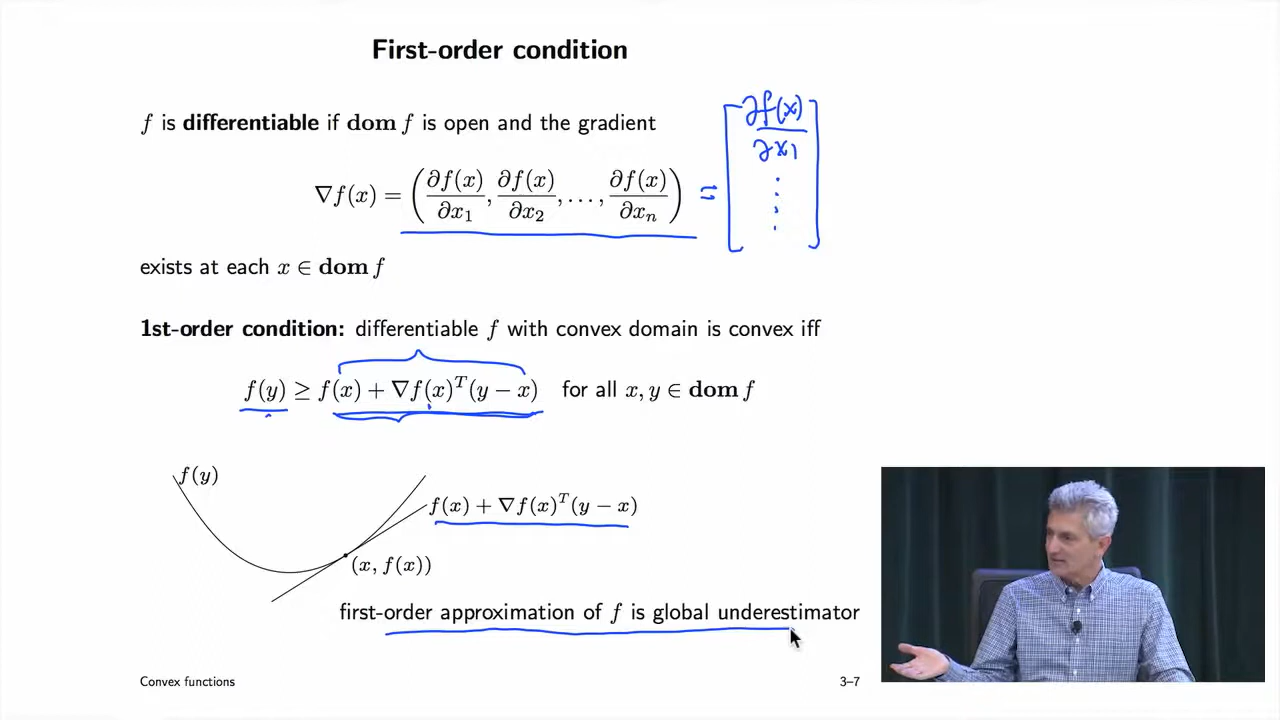 First-order condition
f is differentiable if dom f is open and the gradient
∇f(x) = (∂f(x)/∂x₁, ∂f(x)/∂x₂, …, ∂f(x)/∂xₙ) = [∂f(x)/∂x₁ ⋮]
exists at each x ∈ dom f
1st-order condition: differentiable f with convex domain is convex iff
f(y) ≥ f(x) + ∇f(x)ᵀ(y − x) for all x, y ∈ dom f
f(y)
f(x) + ∇f(x)ᵀ(y − x)
(x, f(x))
first-order approximation of f is global underestimator
Convex functions
3–7